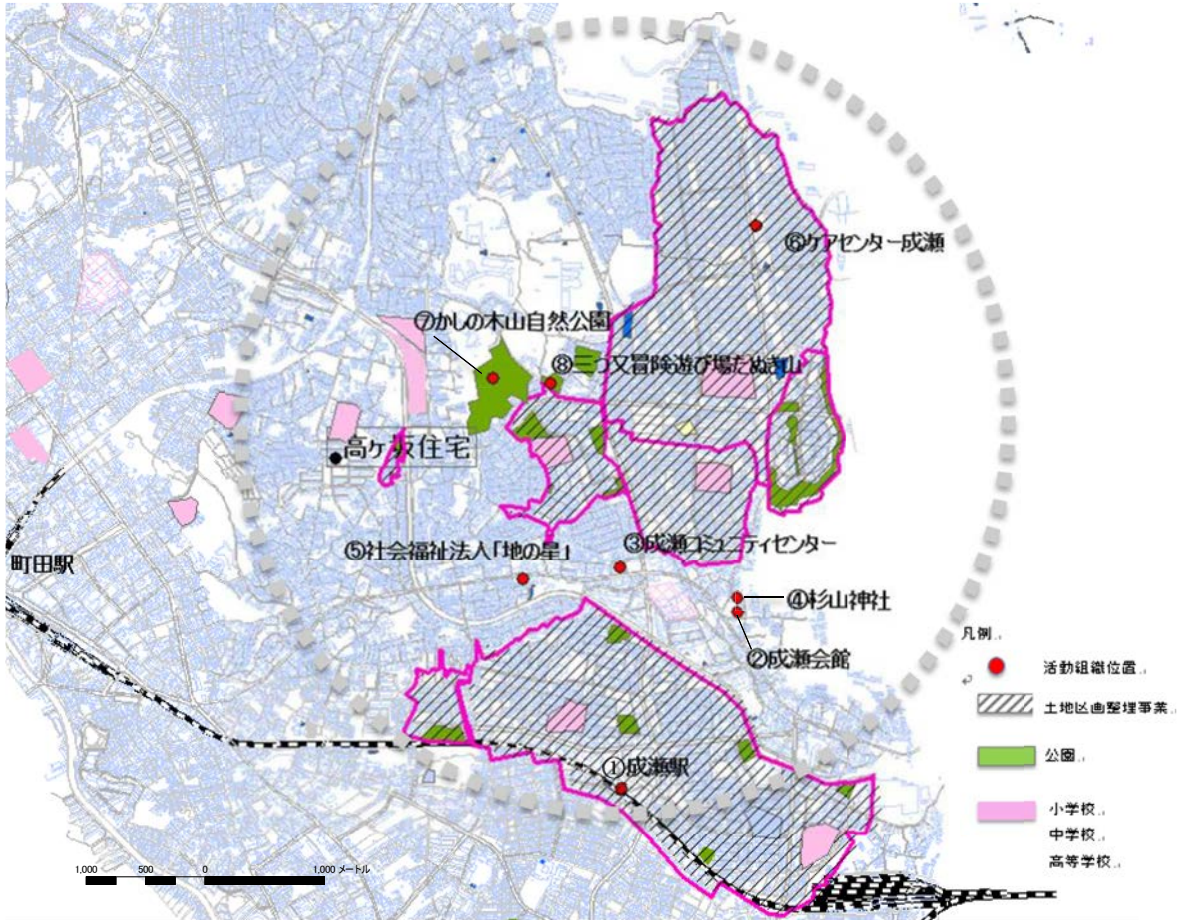 ⑥ケアセンター成瀬
⑦かしの木山自然公園
⑧三つ又冒険遊び場たぬき山
高ヶ坂住宅
③成瀬コミュニティセンター
⑤社会福祉法人「地の星」
町田駅
④杉山神社
②成瀬会館
①成瀬駅
凡例
活動組織位置
土地区画整理事業
公園
小学校
中学校
高等学校
1,000 500 0 1,000 メートル